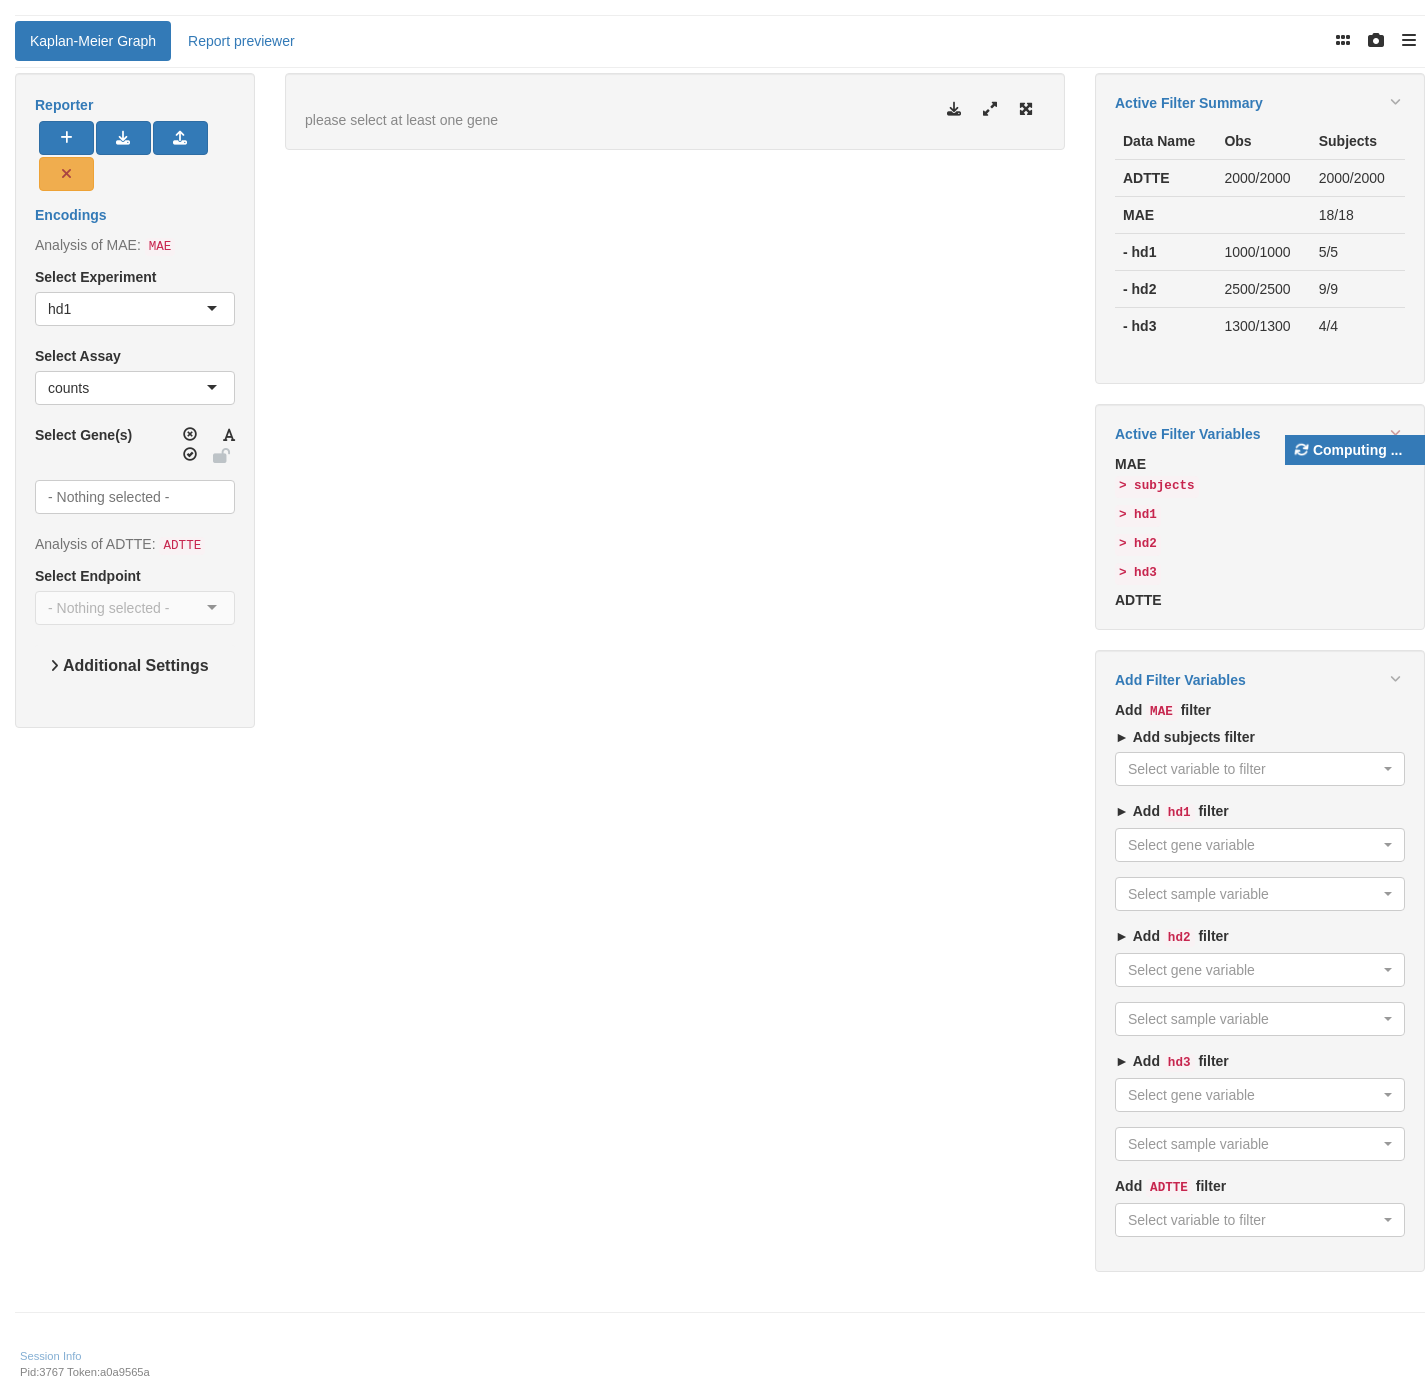 Kaplan-Meier Graph
Report previewer
Reporter
Encodings
Analysis of MAE: MAE
Select Experiment
hd1
Select Assay
counts
Select Gene(s)
- Nothing selected -
Analysis of ADTTE: ADTTE
Select Endpoint
- Nothing selected -
Additional Settings
please select at least one gene
Active Filter Summary
Data Name Obs Subjects
ADTTE 2000/2000 2000/2000
MAE 18/18
- hd1 1000/1000 5/5
- hd2 2500/2500 9/9
- hd3 1300/1300 4/4
Active Filter Variables
Computing ...
MAE
> subjects
> hd1
> hd2
> hd3
ADTTE
Add Filter Variables
Add MAE filter
► Add subjects filter
Select variable to filter
► Add hd1 filter
Select gene variable
Select sample variable
► Add hd2 filter
Select gene variable
Select sample variable
► Add hd3 filter
Select gene variable
Select sample variable
Add ADTTE filter
Select variable to filter
Session Info
Pid:3767 Token:a0a9565a